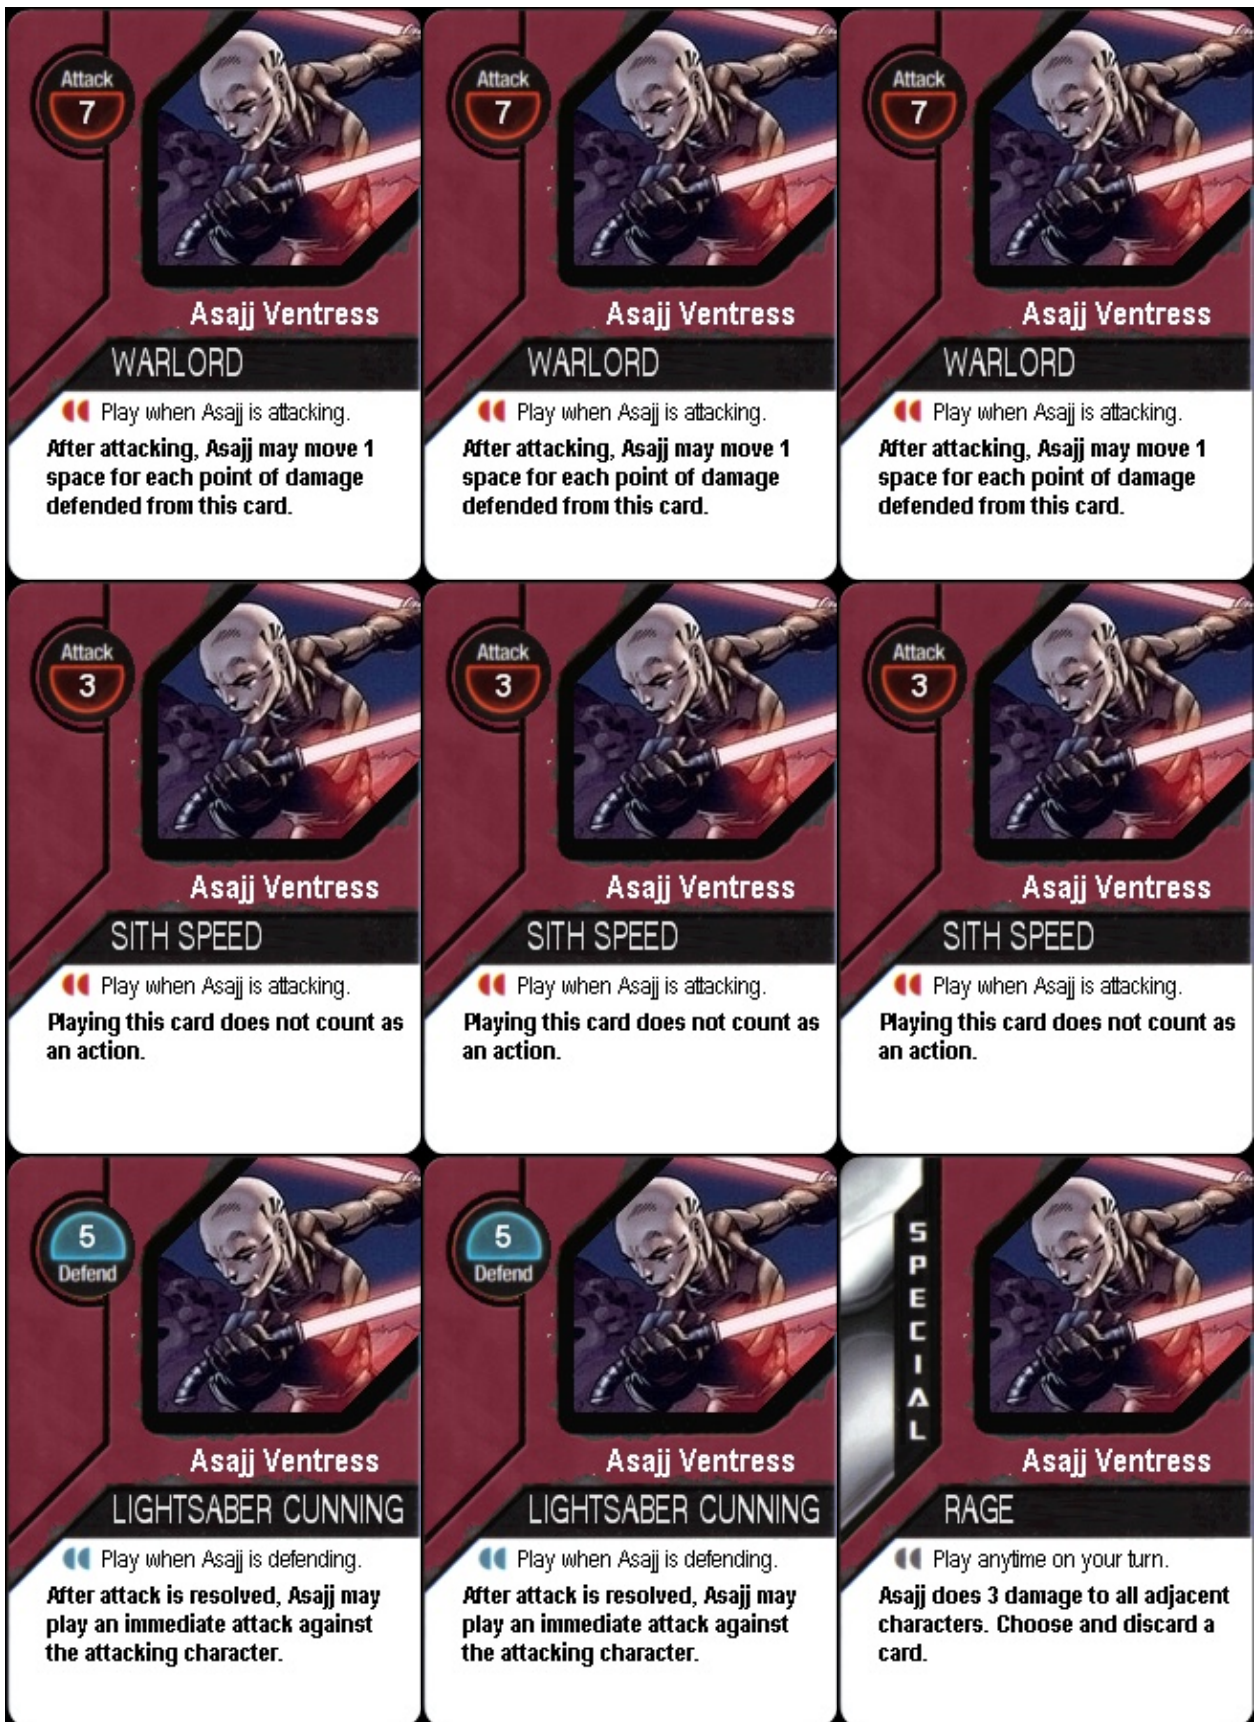 Attack
7
Asajj Ventress
WARLORD
Play when Asajj is attacking.
After attacking, Asajj may move 1
space for each point of damage
defended from this card.
Attack
7
Asajj Ventress
WARLORD
Play when Asajj is attacking.
After attacking, Asajj may move 1
space for each point of damage
defended from this card.
Attack
7
Asajj Ventress
WARLORD
Play when Asajj is attacking.
After attacking, Asajj may move 1
space for each point of damage
defended from this card.
Attack
3
Asajj Ventress
SITH SPEED
Play when Asajj is attacking.
Playing this card does not count as
an action.
Attack
3
Asajj Ventress
SITH SPEED
Play when Asajj is attacking.
Playing this card does not count as
an action.
Attack
3
Asajj Ventress
SITH SPEED
Play when Asajj is attacking.
Playing this card does not count as
an action.
5
Defend
Asajj Ventress
LIGHTSABER CUNNING
Play when Asajj is defending.
After attack is resolved, Asajj may
play an immediate attack against
the attacking character.
5
Defend
Asajj Ventress
LIGHTSABER CUNNING
Play when Asajj is defending.
After attack is resolved, Asajj may
play an immediate attack against
the attacking character.
SPECIAL
Asajj Ventress
RAGE
Play anytime on your turn.
Asajj does 3 damage to all adjacent
characters. Choose and discard a
card.